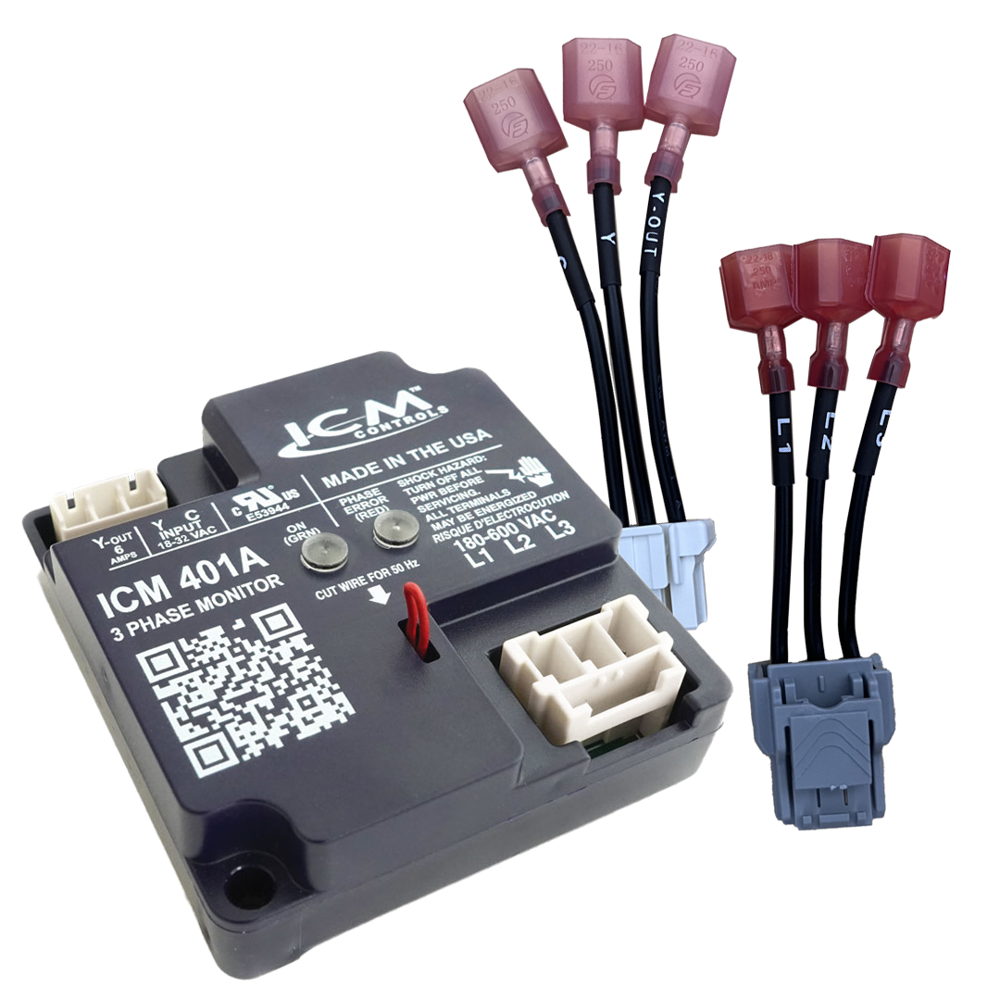 22-16
250
22-16
250
22-16
250
C
Y
Y-OUT
22-18
250
AMP
L1
L2
L3
ICM™
CONTROLS
MADE IN THE USA
Y-OUT
6
AMPS
Y C
INPUT
18-32 VAC
C US
E53944
ON
(GRN)
PHASE
ERROR
(RED)
SHOCK HAZARD:
TURN OFF ALL
PWR BEFORE
SERVICING.
ALL TERMINALS
MAY BE ENERGIZED
RISQUE D'ELECTROCUTION
180-600 VAC
L1 L2 L3
ICM 401A
3 PHASE MONITOR
CUT WIRE FOR 50 Hz